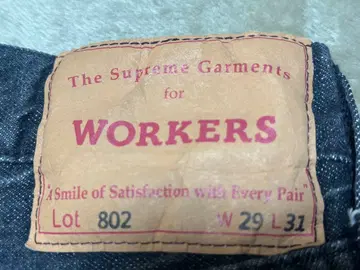 The Supreme Garments
for
WORKERS
"A Smile of Satisfaction with Every Pair"
Lot 802 W 29 L 31